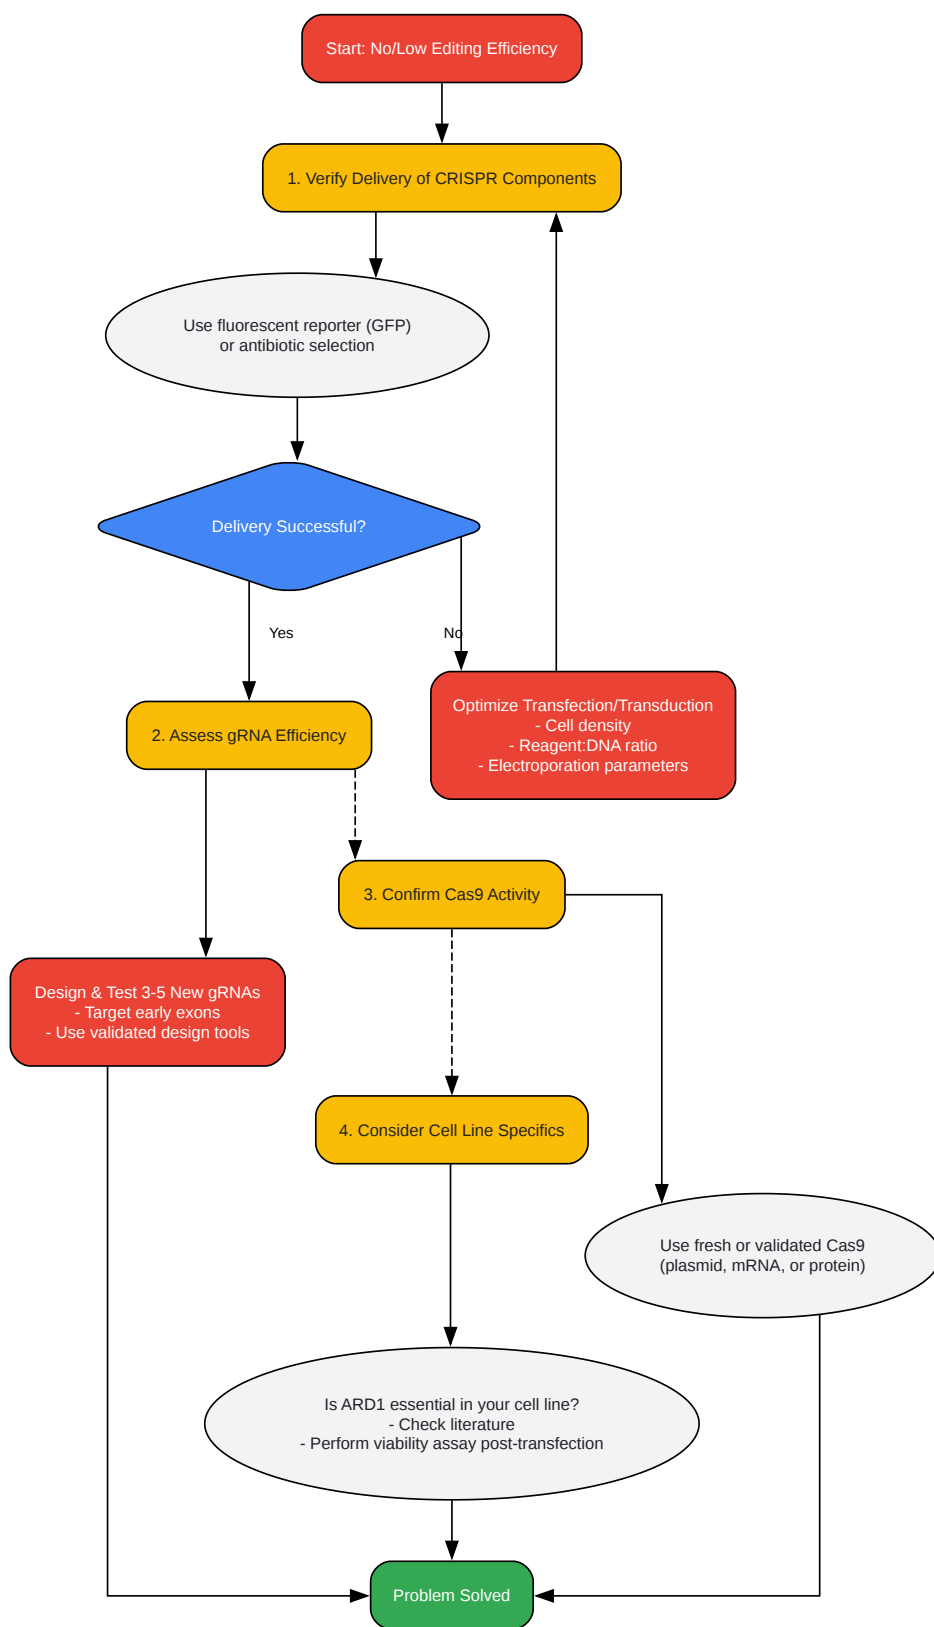 Start: No/Low Editing Efficiency
1. Verify Delivery of CRISPR Components
Use fluorescent reporter (GFP)
or antibiotic selection
Delivery Successful?
Yes
No
Optimize Transfection/Transduction
- Cell density
- Reagent:DNA ratio
- Electroporation parameters
2. Assess gRNA Efficiency
3. Confirm Cas9 Activity
Design & Test 3-5 New gRNAs
- Target early exons
- Use validated design tools
4. Consider Cell Line Specifics
Use fresh or validated Cas9
(plasmid, mRNA, or protein)
Is ARD1 essential in your cell line?
- Check literature
- Perform viability assay post-transfection
Problem Solved